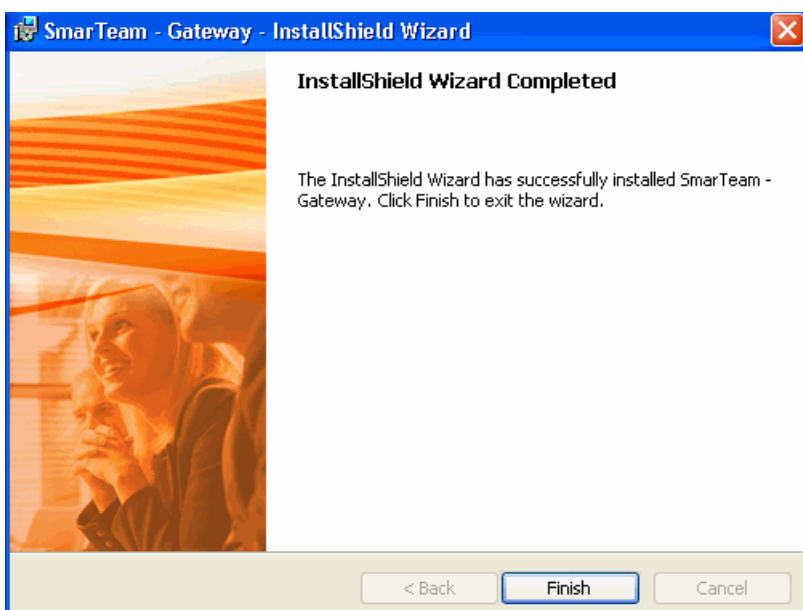 SmarTeam - Gateway - InstallShield Wizard
InstallShield Wizard Completed
The InstallShield Wizard has successfully installed SmarTeam -
Gateway. Click Finish to exit the wizard.
< Back
Finish
Cancel